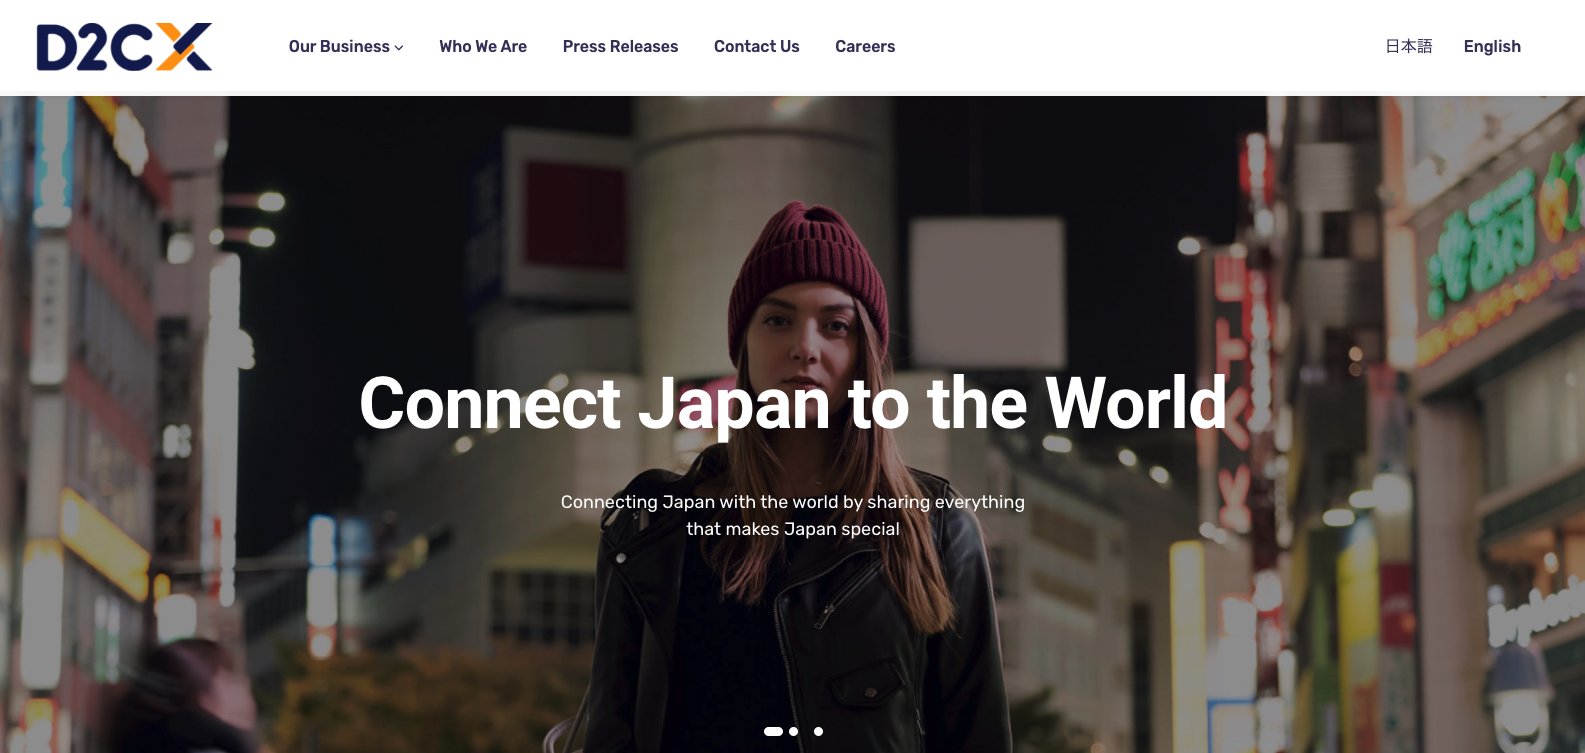 D2CX
Our Business
Who We Are
Press Releases
Contact Us
Careers
日本語
English
Connect Japan to the World
Connecting Japan with the world by sharing everything
that makes Japan special